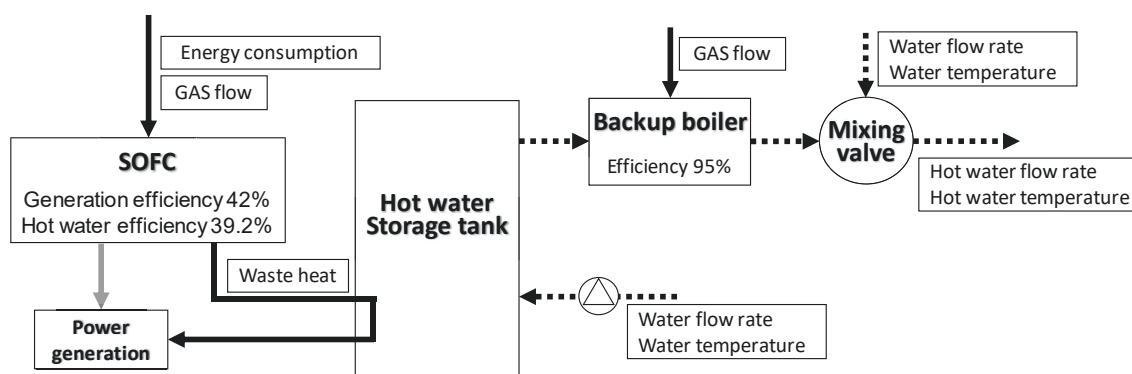 Energy consumption
GAS flow
SOFC
Generation efficiency 42%
Hot water efficiency 39.2%
Waste heat
Power
generation
Hot water
Storage tank
GAS flow
Backup boiler
Efficiency 95%
Water flow rate
Water temperature
Mixing
valve
Hot water flow rate
Hot water temperature
Water flow rate
Water temperature